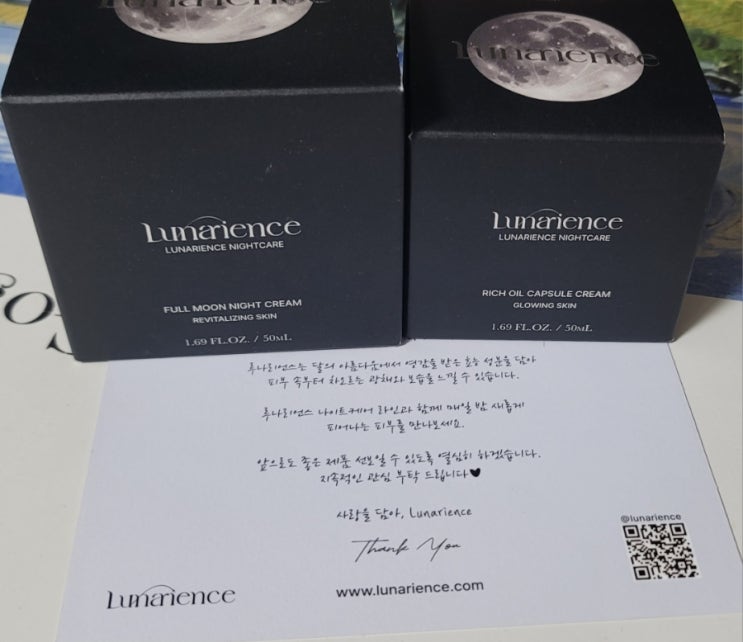 Lunarience
Lunarience
Lunarience
LUNARIENCE NIGHTCARE
FULL MOON NIGHT CREAM
REVITALIZING SKIN
1.69 FL.OZ. / 50mL
Lunarience
LUNARIENCE NIGHTCARE
RICH OIL CAPSULE CREAM
GLOWING SKIN
1.69 FL.OZ. / 50mL
루나리언스는 달의 아름다운에서 영감을 받은 효능 성분을 담아
피부 속부터 차오르는 광채와 보습을 느낄 수 있습니다.
루나리언스 나이트케어 라인과 함께 매일 밤 새롭게
피어나는 피부를 만나보세요.
앞으로도 좋은 제품 선보일 수 있도록 열심히 하겠습니다.
지속적인 관심 부탁 드립니다♥
사랑을 담아, Lunarience
Thank You
@lunarience
www.lunarience.com
Lunarience